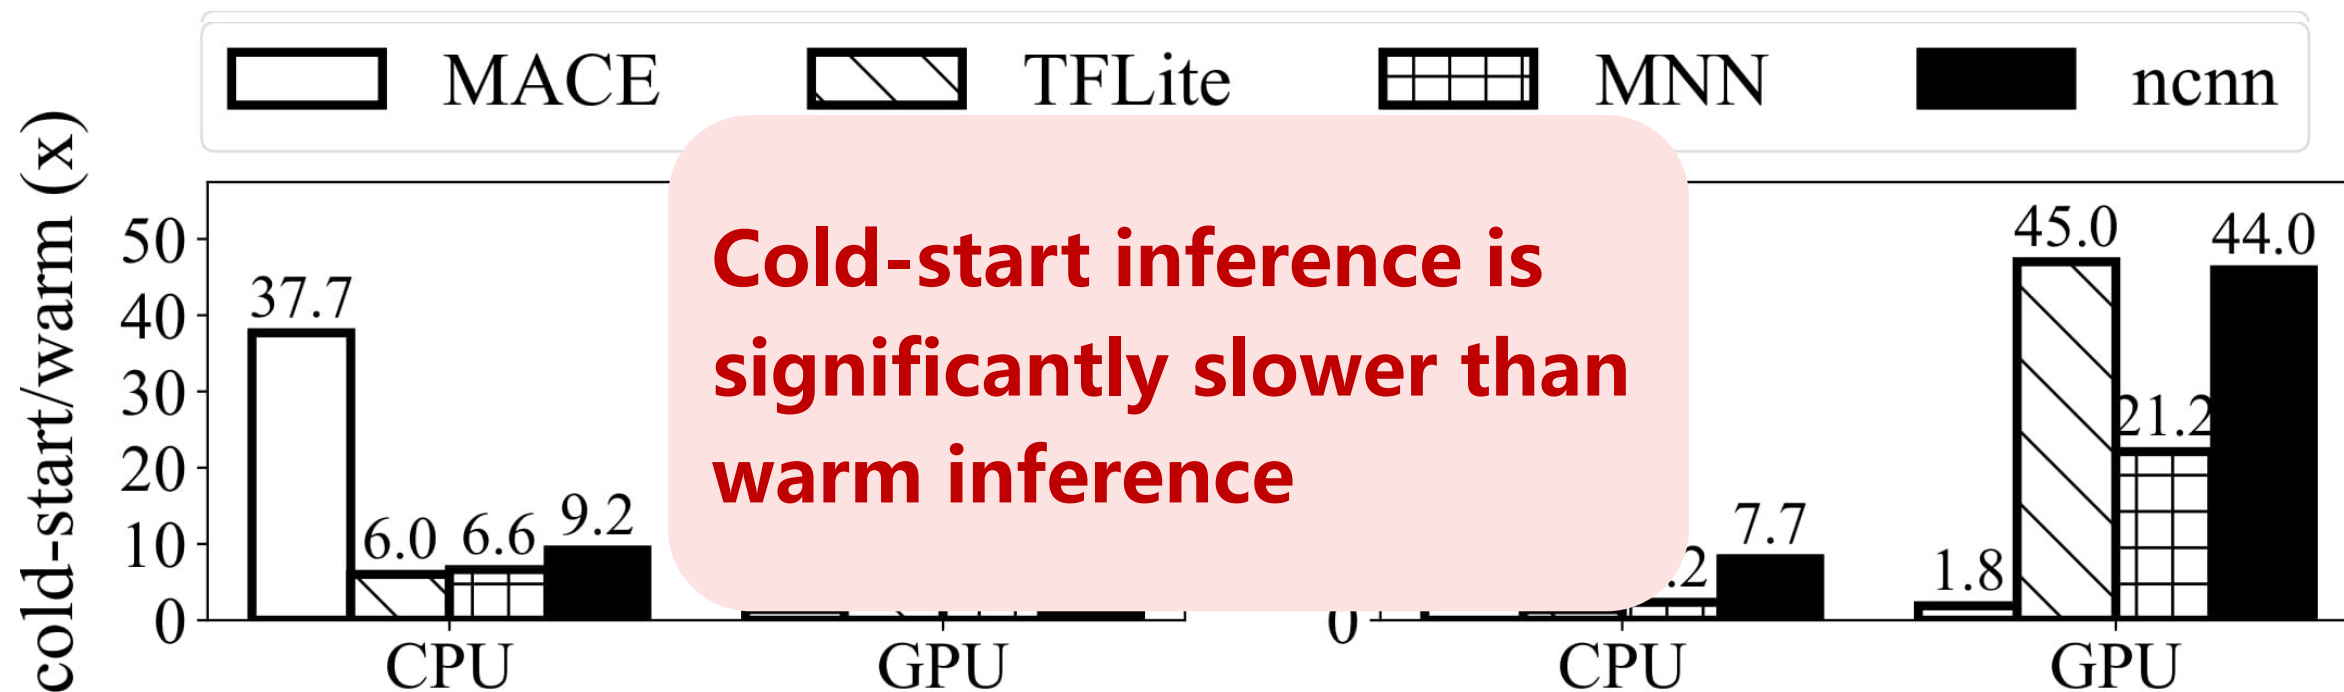 MACE TFLite MNN ncnn
cold-start/warm (x)
50
40
30
20
10
0
37.7
6.0
6.6
9.2
CPU
GPU
Cold-start inference is
significantly slower than
warm inference
0
7.7
CPU
1.8
45.0
21.2
44.0
GPU